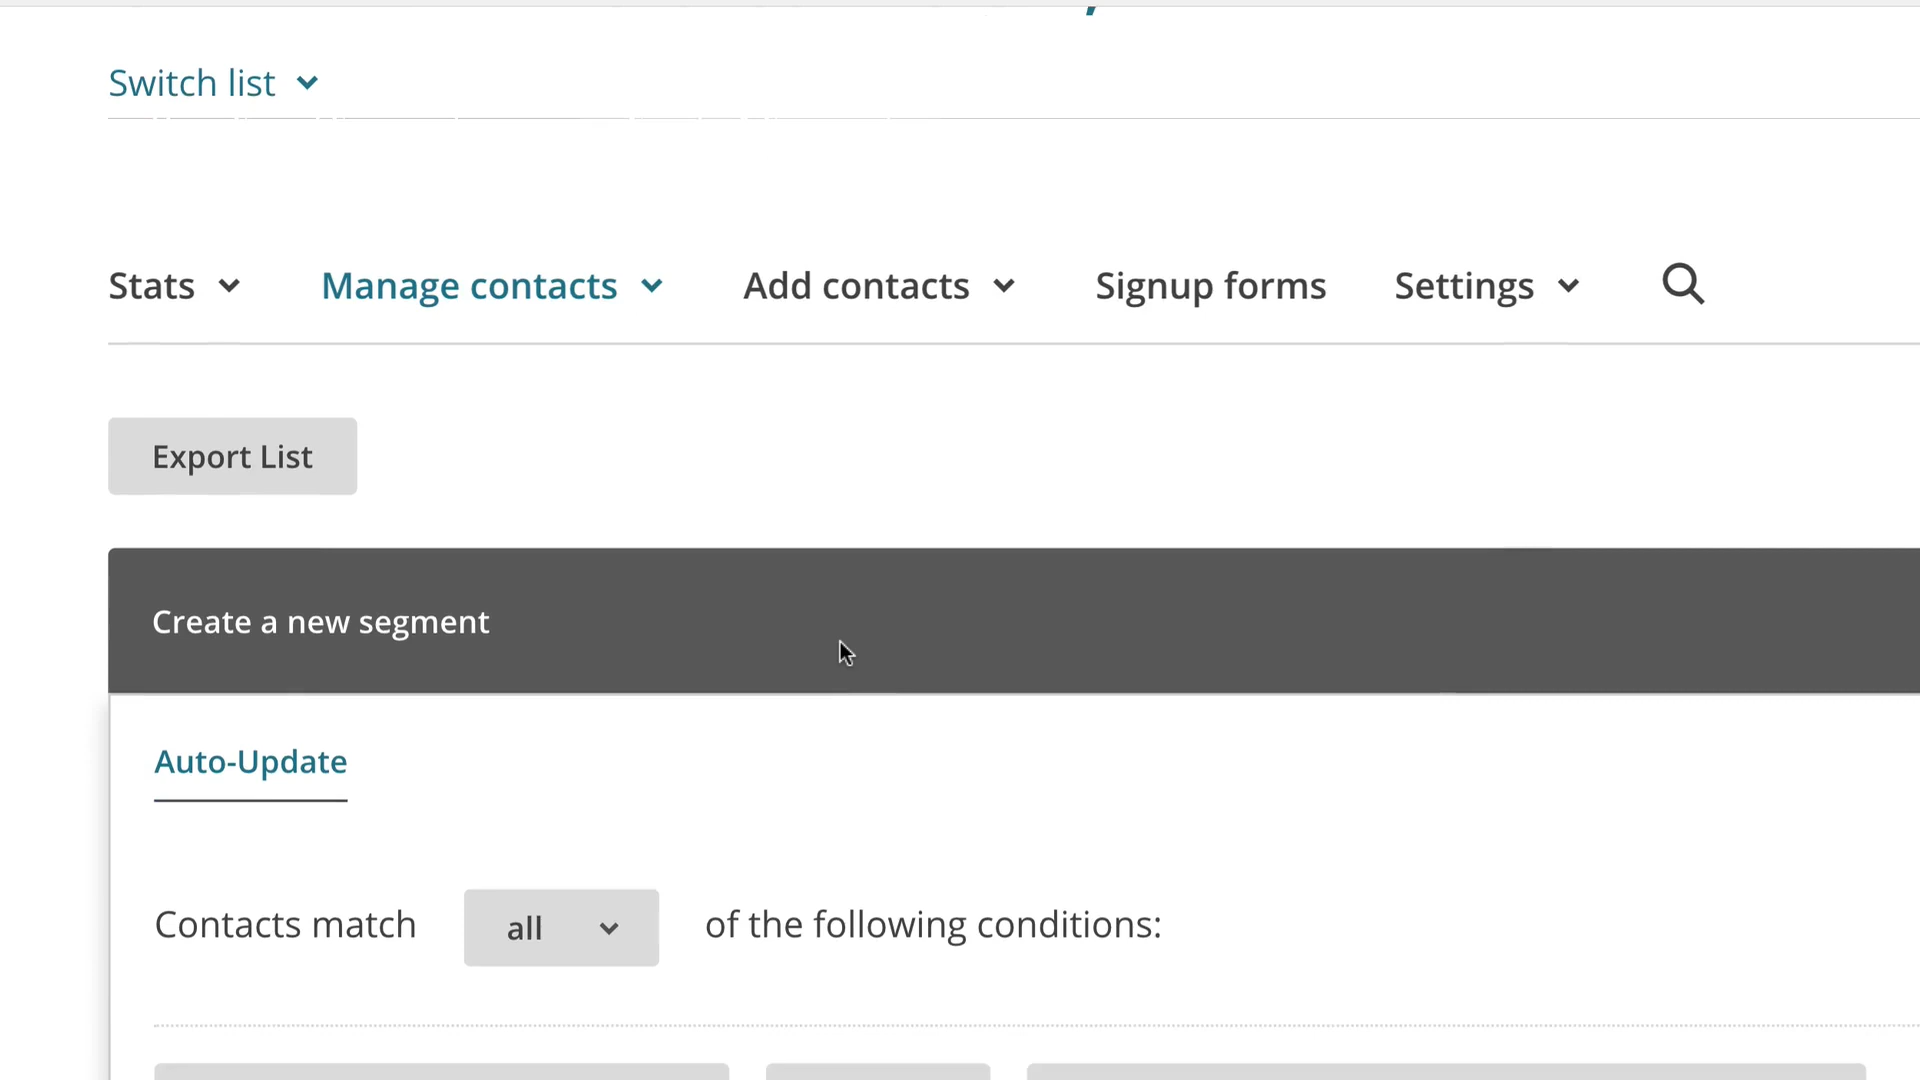 Switch list
Stats Manage contacts Add contacts Signup forms Settings
Export List
Create a new segment
Auto-Update
Contacts match all of the following conditions: